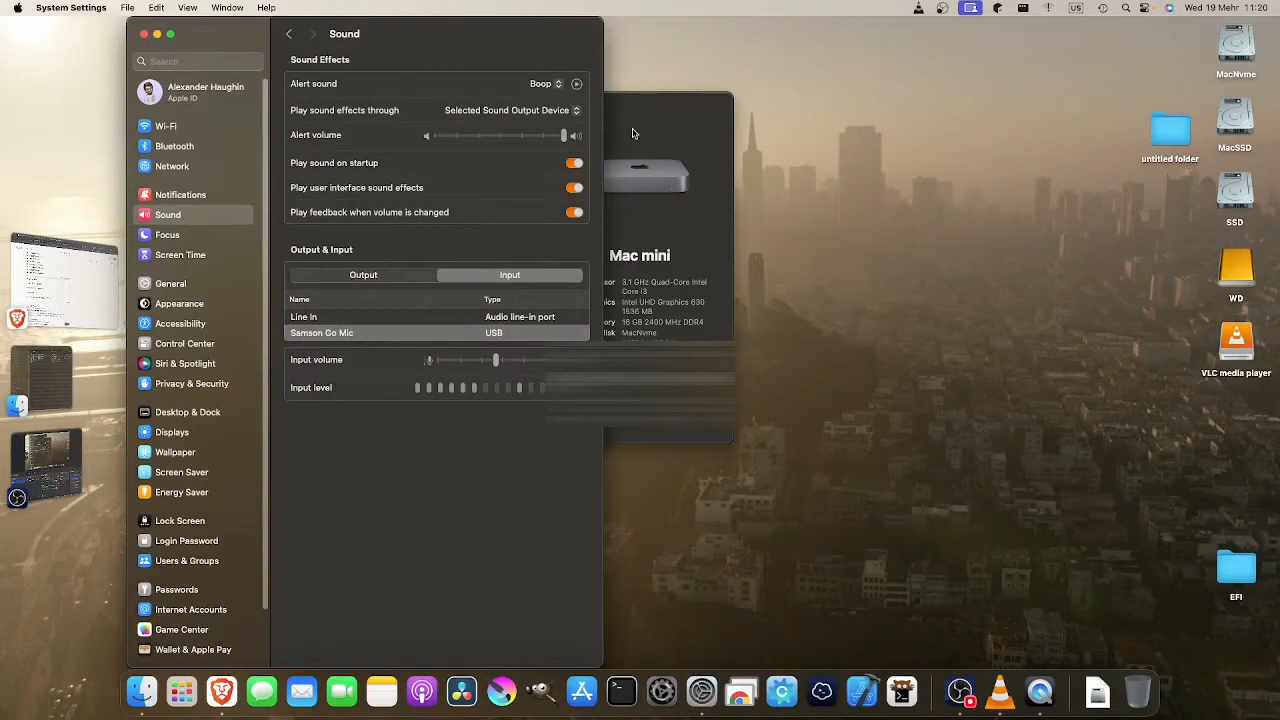 System Settings File Edit View Window Help
US Wed 19 Mehr 11:20
Search
Alexander Haughin
Apple ID
Wi-Fi
Bluetooth
Network
Notifications
Sound
Focus
Screen Time
General
Appearance
Accessibility
Control Center
Siri & Spotlight
Privacy & Security
Desktop & Dock
Displays
Wallpaper
Screen Saver
Energy Saver
Lock Screen
Login Password
Users & Groups
Passwords
Internet Accounts
Game Center
Wallet & Apple Pay
Sound
Sound Effects
Alert sound Boop
Play sound effects through Selected Sound Output Device
Alert volume
Play sound on startup
Play user interface sound effects
Play feedback when volume is changed
Output & Input
Output Input
Name Type
Line In Audio line-in port
Samson Go Mic USB
Input volume
Input level
Mac mini
sor 3.1 GHz Quad-Core Intel
Core i3
ics Intel UHD Graphics 630
1536 MB
ory 16 GB 2400 MHz DDR4
isk MacNvme
untitled folder
MacNvme
MacSSD
SSD
WD
VLC media player
EFI